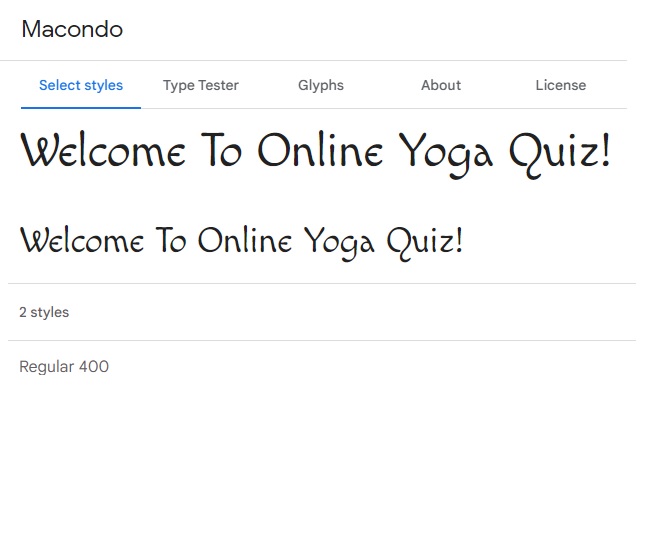 Macondo
Select styles Type Tester Glyphs About License
Welcome To Online Yoga Quiz!
Welcome To Online Yoga Quiz!
2 styles
Regular 400